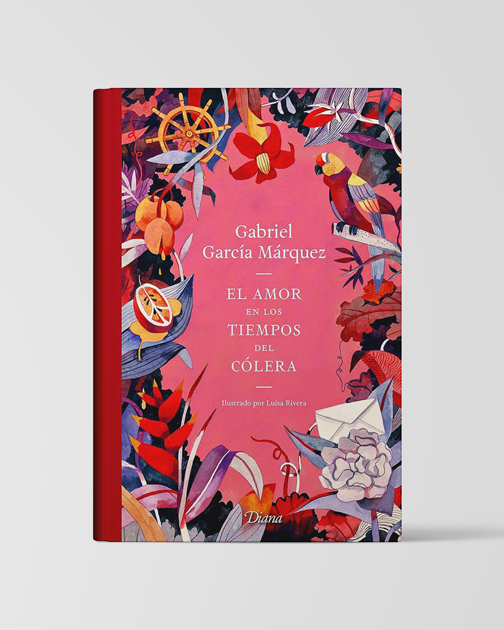 Gabriel
García Márquez
EL AMOR
EN LOS
TIEMPOS
DEL
CÓLERA
Ilustrado por Luisa Rivera
Diana